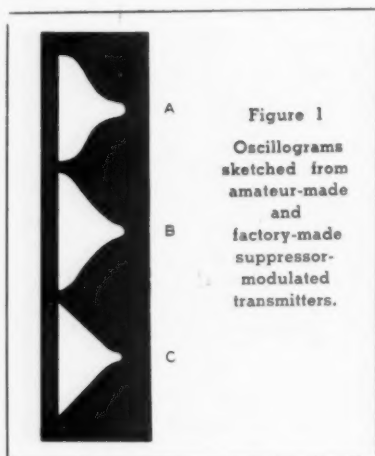 A
B
C
Figure 1
Oscillograms
sketched from
amateur-made
and
factory-made
suppressor-
modulated
transmitters.